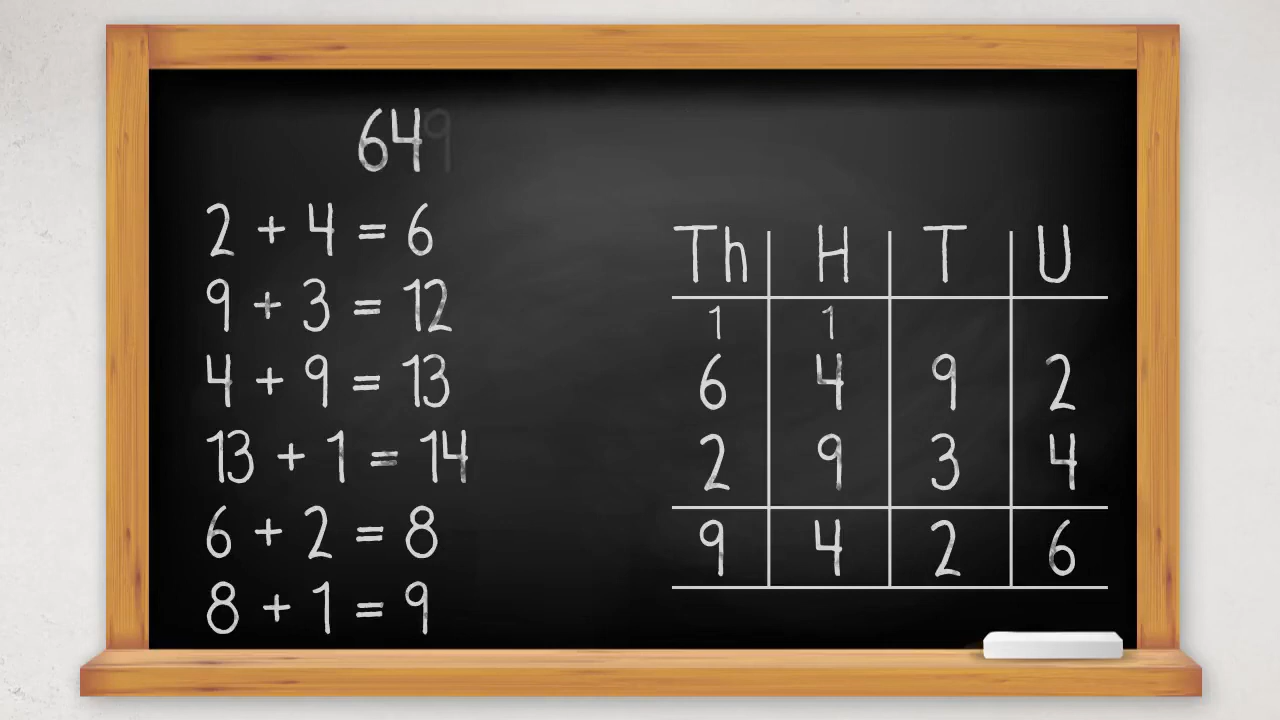 649
2 + 4 = 6
9 + 3 = 12
4 + 9 = 13
13 + 1 = 14
6 + 2 = 8
8 + 1 = 9
Th H T U
1 1
6 4 9 2
2 9 3 4
9 4 2 6